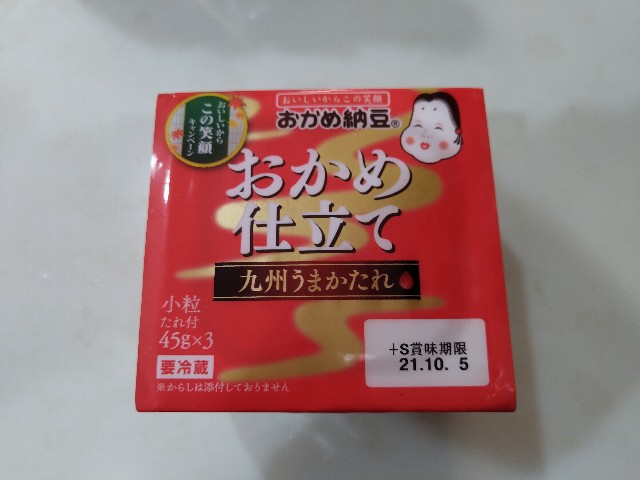 おいしいからこの笑顔
おかめ納豆®
おいしいから
この笑顔
キャンペーン
おかめ
仕立て
九州うまかたれ
小粒
たれ付
45g×3
要冷蔵
※からしは添付しておりません
+S賞味期限
21.10. 5